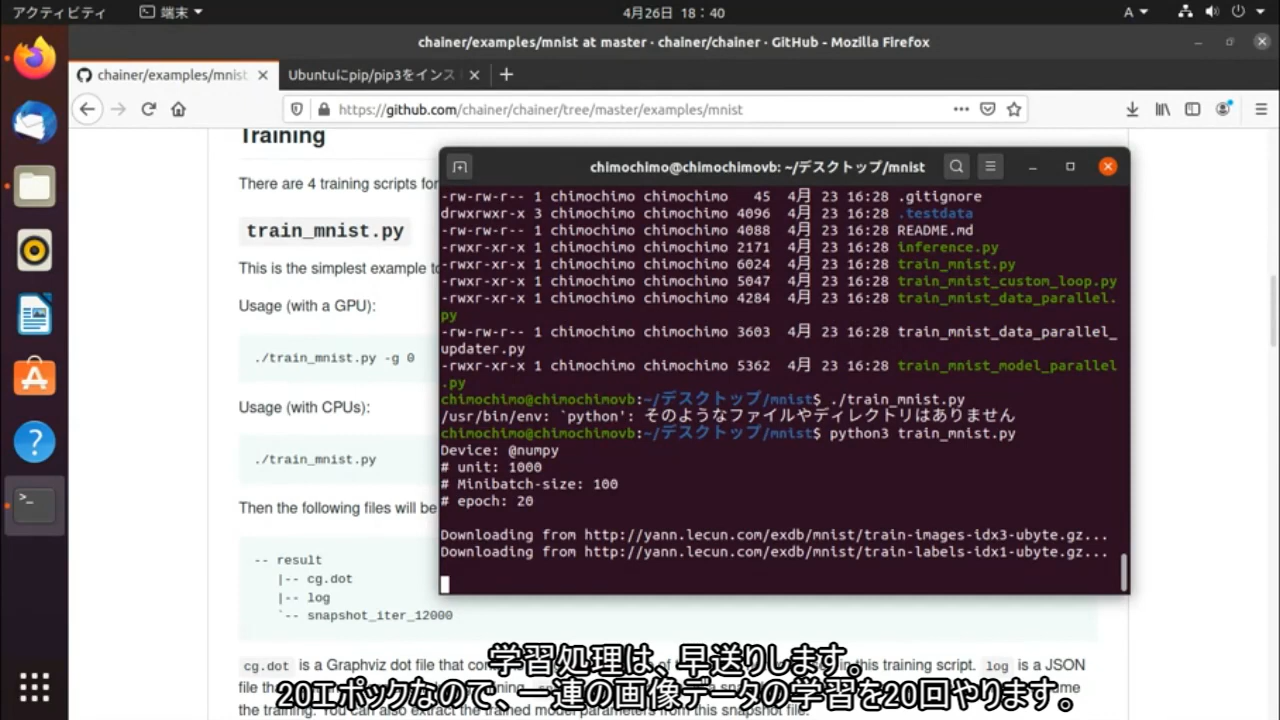 アクティビティ
端末
4月26日 18:40
A
chainer/examples/mnist at master · chainer/chainer · GitHub - Mozilla Firefox
chainer/examples/mnist
Ubuntuにpip/pip3をインス
https://github.com/chainer/chainer/tree/master/examples/mnist
Training
There are 4 training scripts for
train_mnist.py
This is the simplest example to
Usage (with a GPU):
./train_mnist.py -g 0
Usage (with CPUs):
./train_mnist.py
Then the following files will be
-- result
|-- cg.dot
|-- log
`-- snapshot_iter_12000
chimochimo@chimochimovb: ~/デスクトップ/mnist
-rw-rw-r-- 1 chimochimo chimochimo 45 4月 23 16:28 .gitignore
drwxrwxr-x 3 chimochimo chimochimo 4096 4月 23 16:28 .testdata
-rw-rw-r-- 1 chimochimo chimochimo 4088 4月 23 16:28 README.md
-rwxr-xr-x 1 chimochimo chimochimo 2171 4月 23 16:28 inference.py
-rwxr-xr-x 1 chimochimo chimochimo 6024 4月 23 16:28 train_mnist.py
-rwxr-xr-x 1 chimochimo chimochimo 5047 4月 23 16:28 train_mnist_custom_loop.py
-rwxr-xr-x 1 chimochimo chimochimo 4284 4月 23 16:28 train_mnist_data_parallel.
py
-rw-rw-r-- 1 chimochimo chimochimo 3603 4月 23 16:28 train_mnist_data_parallel_
updater.py
-rwxr-xr-x 1 chimochimo chimochimo 5362 4月 23 16:28 train_mnist_model_parallel
.py
chimochimo@chimochimovb:~/デスクトップ/mnist$ ./train_mnist.py
/usr/bin/env: `python': そのようなファイルやディレクトリはありません
chimochimo@chimochimovb:~/デスクトップ/mnist$ python3 train_mnist.py
Device: @numpy
# unit: 1000
# Minibatch-size: 100
# epoch: 20
Downloading from http://yann.lecun.com/exdb/mnist/train-images-idx3-ubyte.gz...
Downloading from http://yann.lecun.com/exdb/mnist/train-labels-idx1-ubyte.gz...
cg.dot is a Graphviz dot file that in this training script. log is a JSON
file that
the training. You can also extract the trained model parameters from this snapshot file.
学習処理は、早送りします。
20エポックなので、一連の画像データの学習を20回やります。